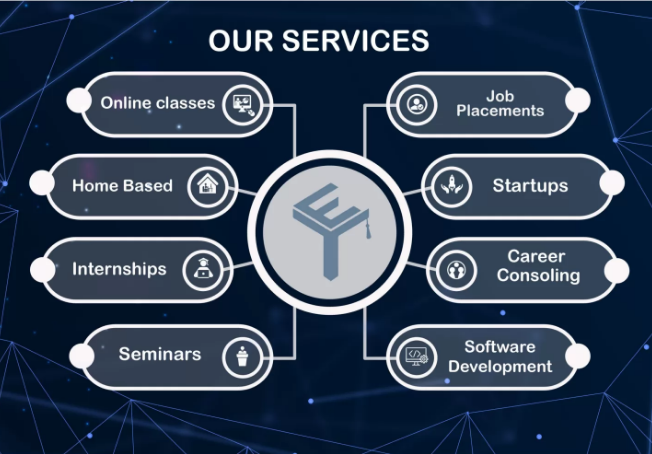 OUR SERVICES
Online classes
Home Based
Internships
Seminars
Job
Placements
Startups
Career
Consoling
Software
Development